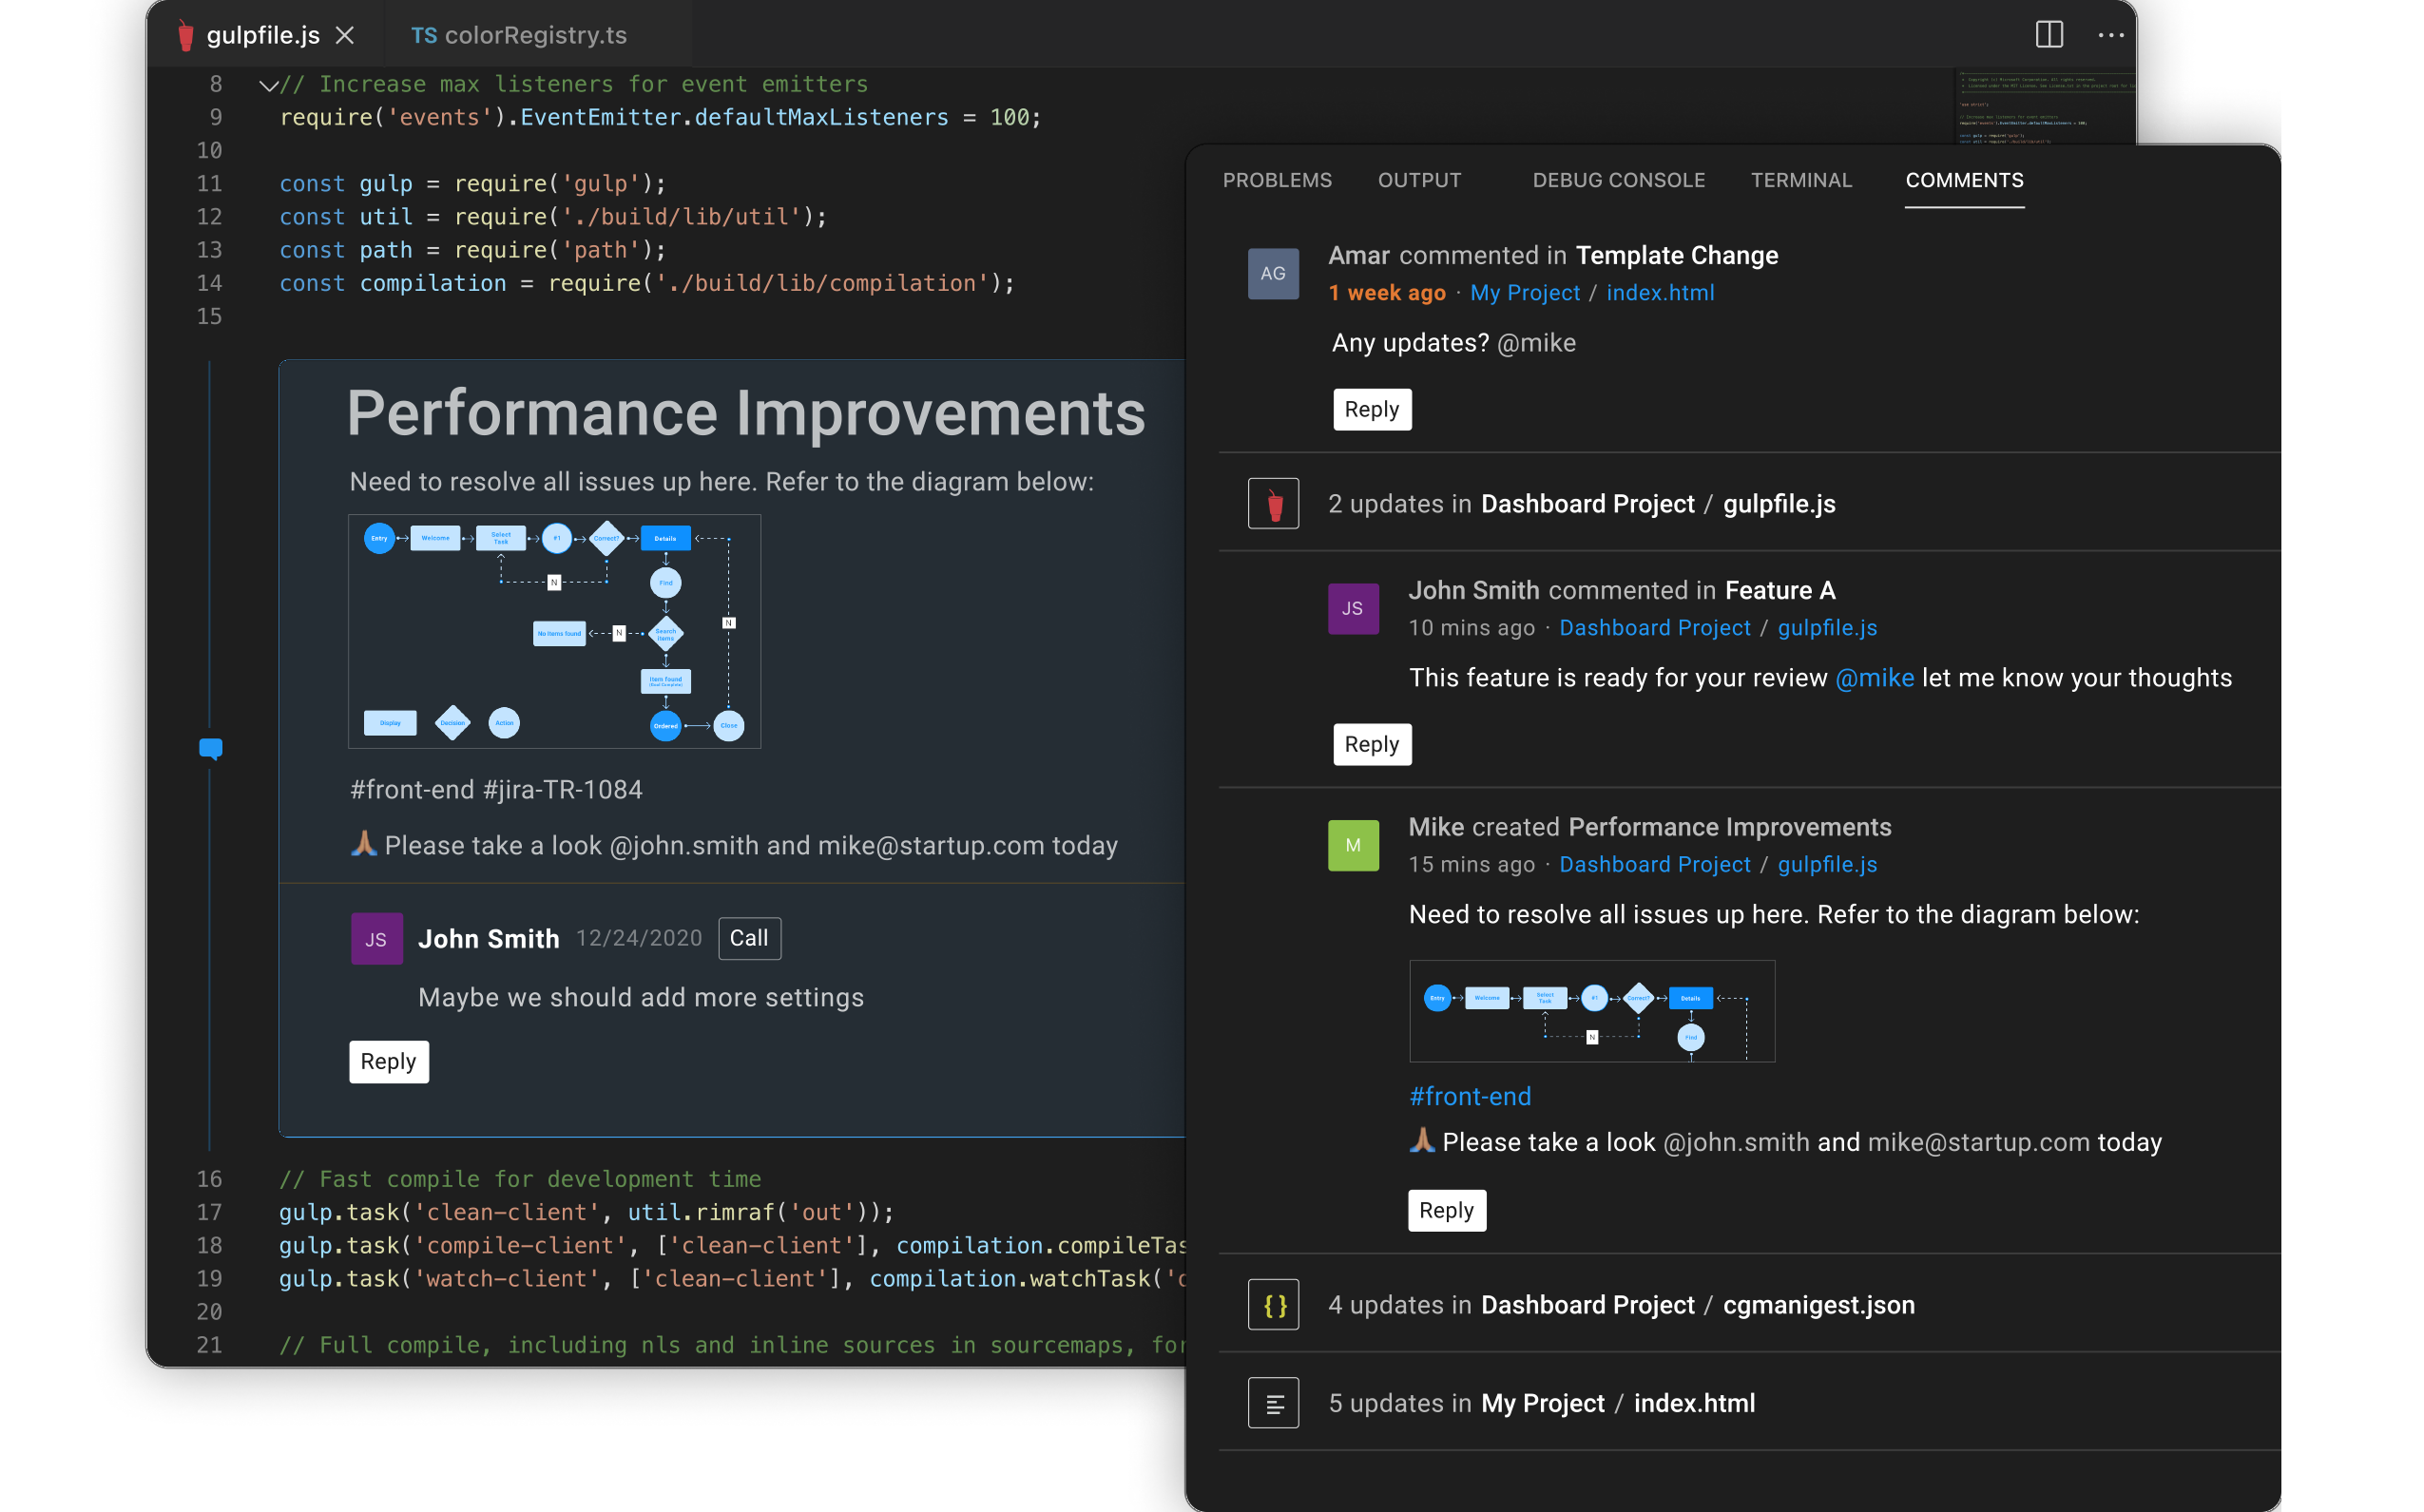 gulpfile.js
TS colorRegistry.ts
8 // Increase max listeners for event emitters
9 require('events').EventEmitter.defaultMaxListeners = 100;
10
11 const gulp = require('gulp');
12 const util = require('./build/lib/util');
13 const path = require('path');
14 const compilation = require('./build/lib/compilation');
15
Performance Improvements
Need to resolve all issues up here. Refer to the diagram below:
Entry Welcome Select Task #1 Correct? Details
N Find
N
No items found N Search items
Item found
Display Decision Action Ordered Close
#front-end #jira-TR-1084
🙏🏽 Please take a look @john.smith and mike@startup.com today
JS John Smith 12/24/2020 Call
Maybe we should add more settings
Reply
16 // Fast compile for development time
17 gulp.task('clean-client', util.rimraf('out'));
18 gulp.task('compile-client', ['clean-client'], compilation.compileTas
19 gulp.task('watch-client', ['clean-client'], compilation.watchTask('
20
21 // Full compile, including nls and inline sources in sourcemaps, for
PROBLEMS OUTPUT DEBUG CONSOLE TERMINAL COMMENTS
AG Amar commented in Template Change
1 week ago · My Project / index.html
Any updates? @mike
Reply
2 updates in Dashboard Project / gulpfile.js
JS John Smith commented in Feature A
10 mins ago · Dashboard Project / gulpfile.js
This feature is ready for your review @mike let me know your thoughts
Reply
M Mike created Performance Improvements
15 mins ago · Dashboard Project / gulpfile.js
Need to resolve all issues up here. Refer to the diagram below:
Entry Welcome Select Task #1 Correct? Details
N Find
#front-end
🙏🏽 Please take a look @john.smith and mike@startup.com today
Reply
{} 4 updates in Dashboard Project / cgmanigest.json
5 updates in My Project / index.html